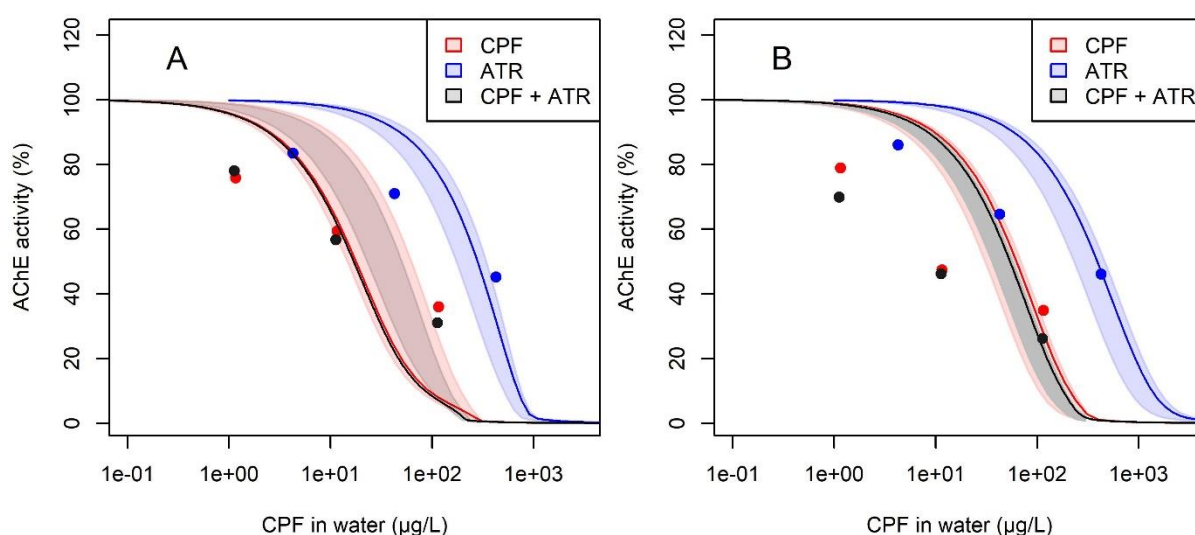 A
CPF
ATR
CPF + ATR
AChE activity (%)
120
100
80
60
40
20
0
1e-01 1e+00 1e+01 1e+02 1e+03
CPF in water (µg/L)
B
CPF
ATR
CPF + ATR
AChE activity (%)
120
100
80
60
40
20
0
1e-01 1e+00 1e+01 1e+02 1e+03
CPF in water (µg/L)